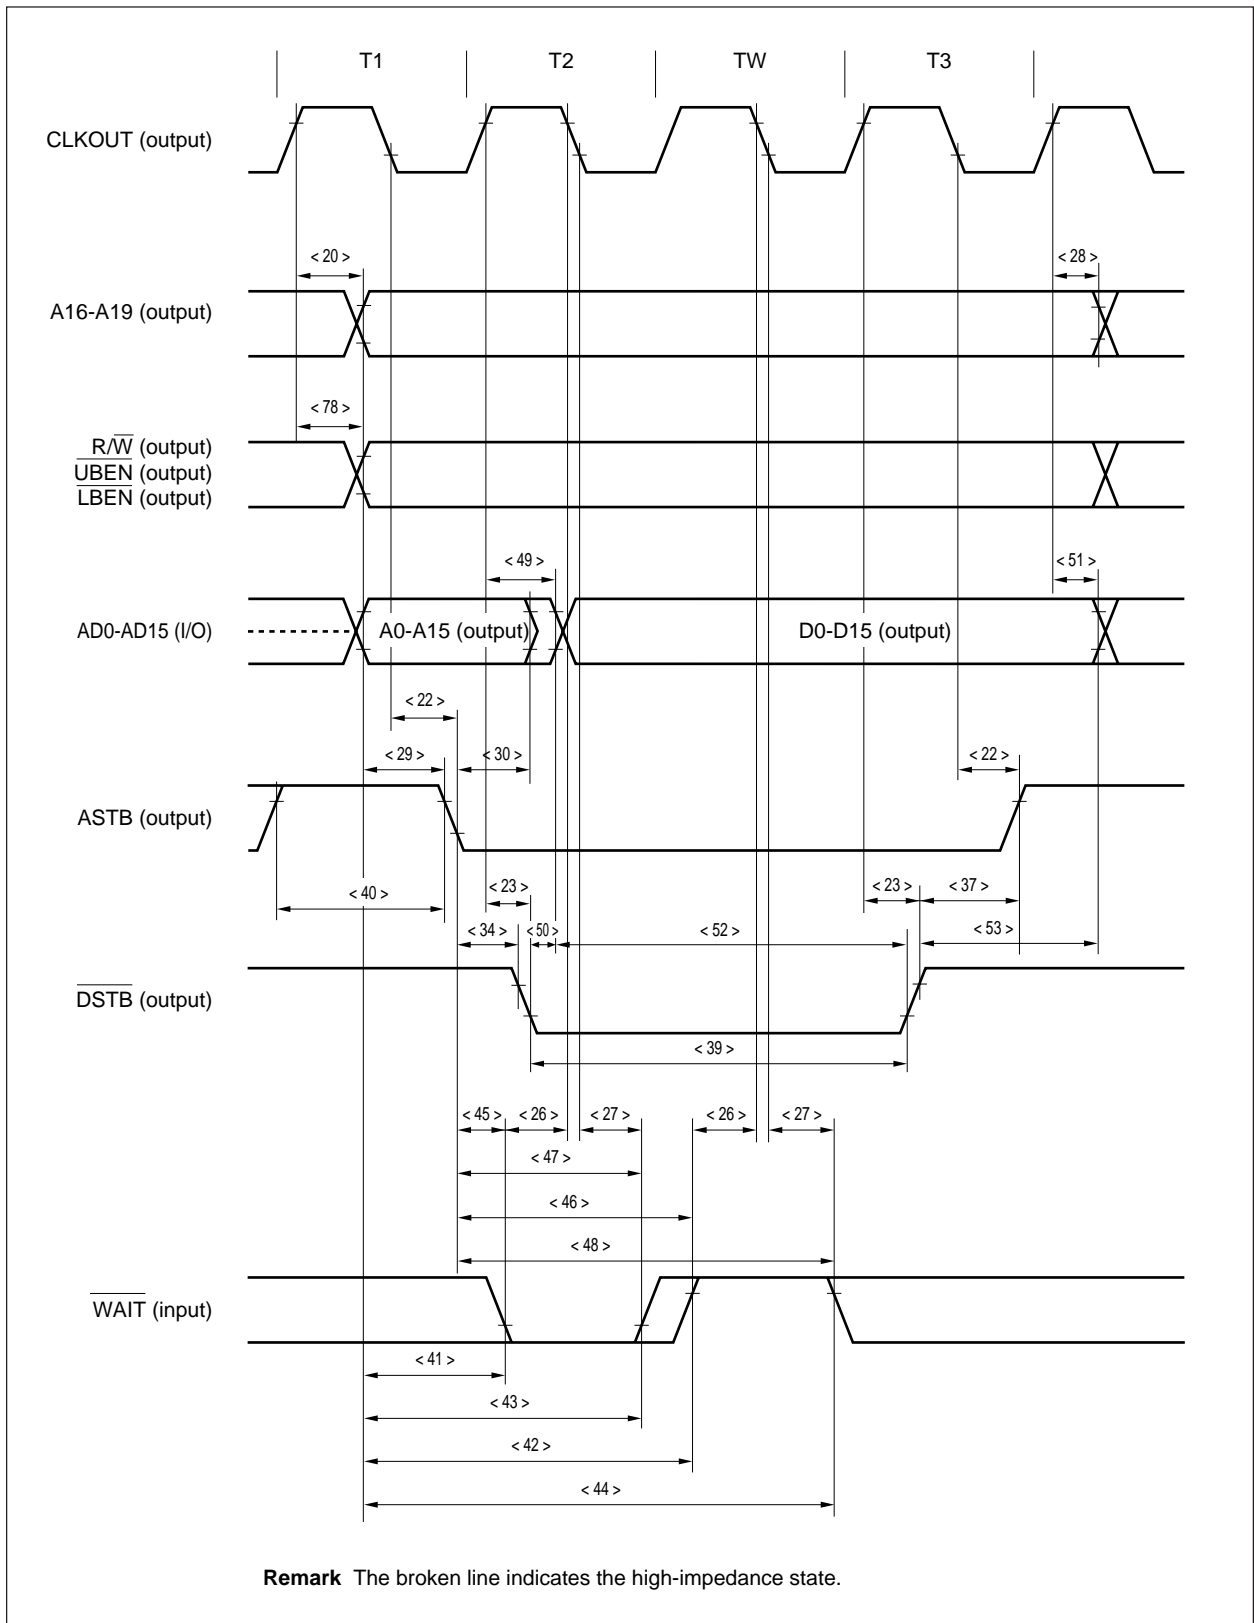 T1 T2 TW T3
CLKOUT (output)
< 20 > < 28 >
A16-A19 (output)
< 78 >
R/W (output)
UBEN (output)
LBEN (output)
< 49 > < 51 >
AD0-AD15 (I/O) A0-A15 (output) D0-D15 (output)
< 22 >
< 29 > < 30 > < 22 >
ASTB (output)
< 40 > < 23 > < 23 > < 37 >
< 34 > < 50 > < 52 > < 53 >
DSTB (output)
< 39 >
< 45 > < 26 > < 27 > < 26 > < 27 >
< 47 >
< 46 >
< 48 >
WAIT (input)
< 41 >
< 43 >
< 42 >
< 44 >
Remark The broken line indicates the high-impedance state.